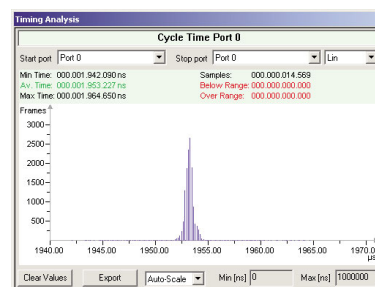 Timing Analysis
Cycle Time Port 0
Start port Port 0 Stop port Port 0 Lin
Min Time: 000.001.942.090 ns Samples: 000.000.014.569
Av. Time: 000.001.953.227 ns Below Range: 000.000.000.000
Max Time: 000.001.964.650 ns Over Range: 000.000.000.000
Frames
3000
2500
2000
1500
1000
500
1940.00 1945.00 1950.00 1955.00 1960.00 1965.00 1970.0
µs
Clear Values Export Auto-Scale Min [ns] 0 Max [ns] 1000000